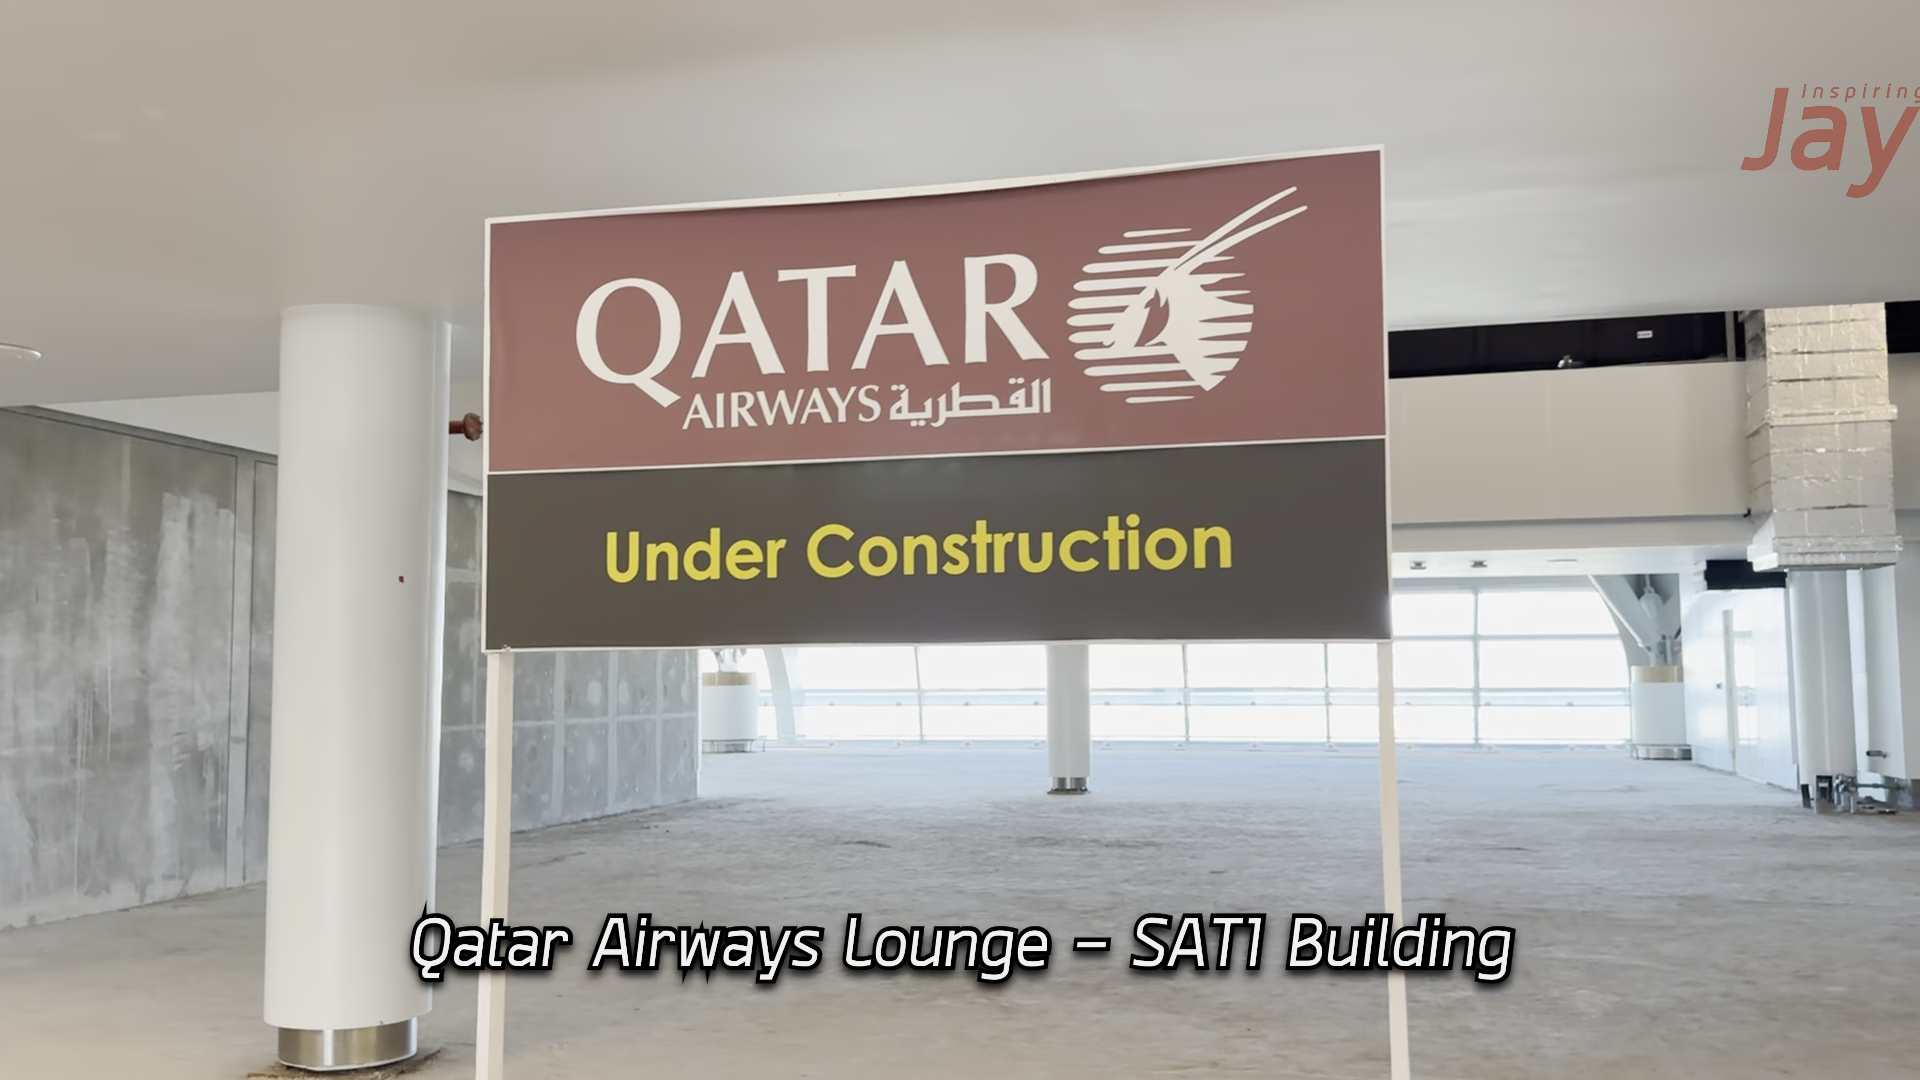 Inspiring
Jay
QATAR
AIRWAYS القطرية
Under Construction
Qatar Airways Lounge - SAT1 Building